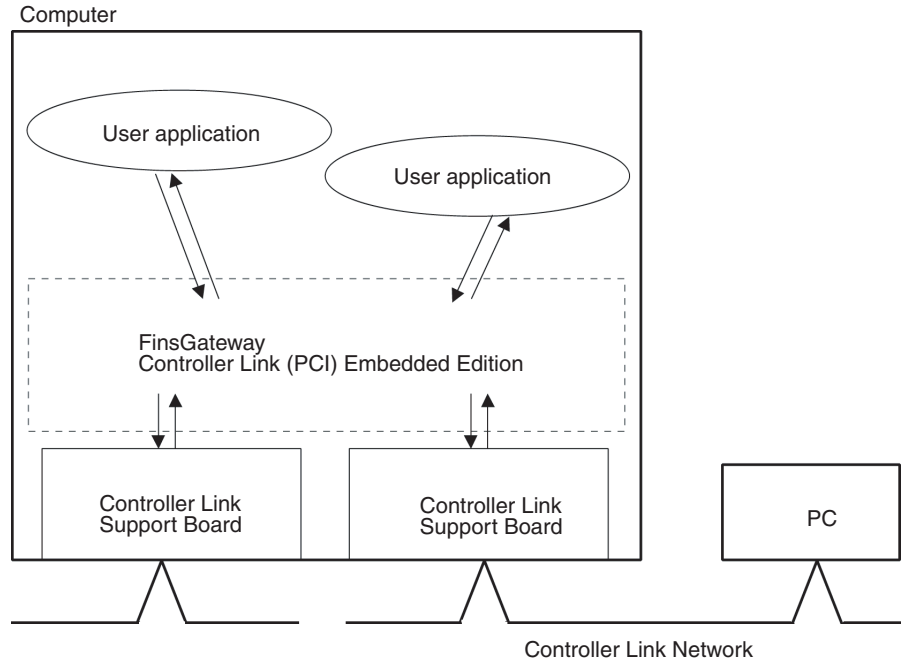 Computer
User application
User application
FinsGateway
Controller Link (PCI) Embedded Edition
Controller Link
Support Board
Controller Link
Support Board
PC
Controller Link Network